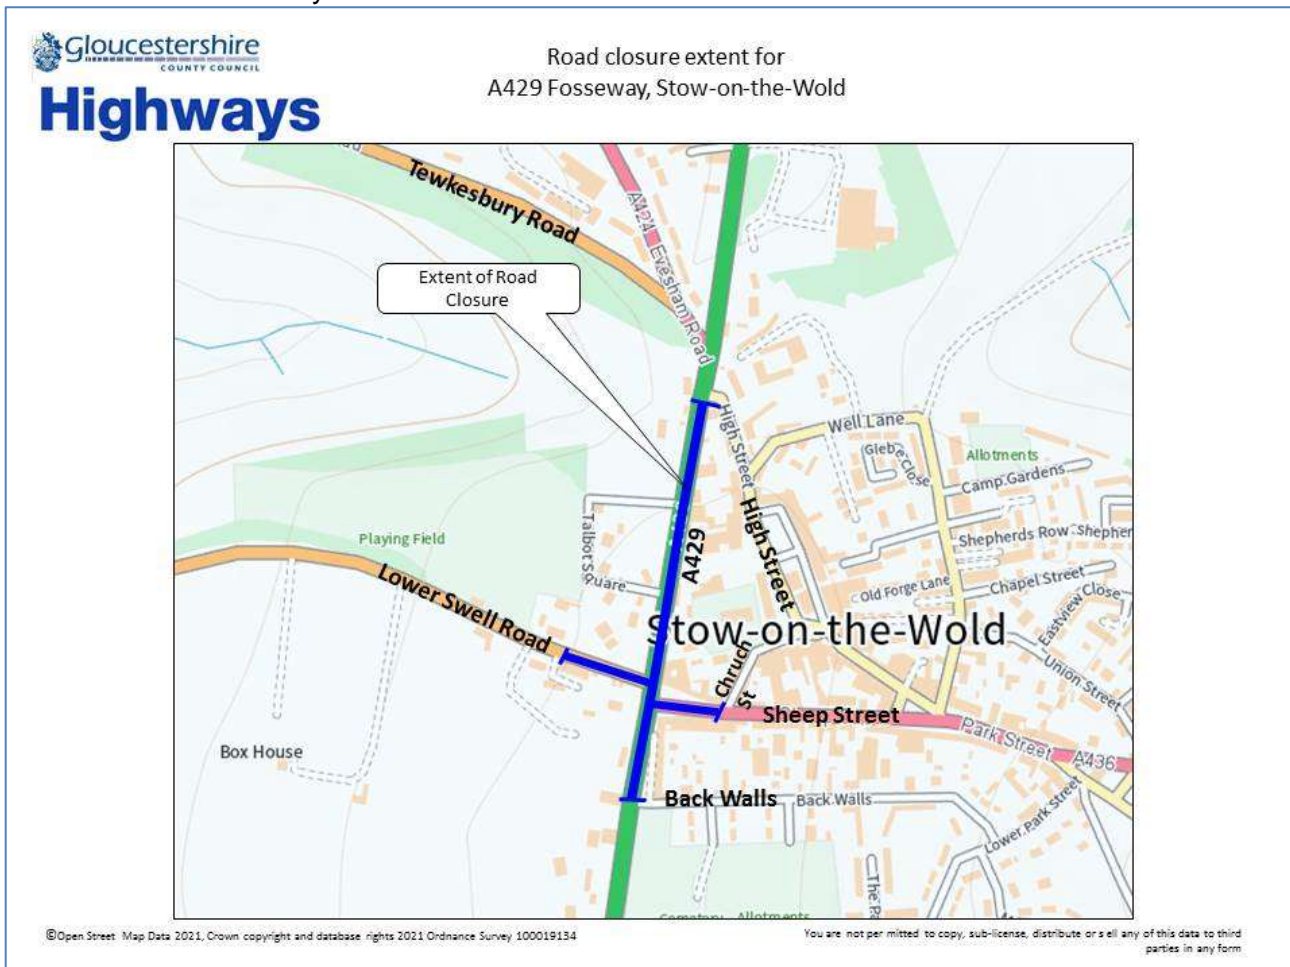 Gloucestershire
COUNTY COUNCIL
Highways
Road closure extent for
A429 Fosseway, Stow-on-the-Wold
Tewkesbury Road
A424 Evesham Road
Extent of Road
Closure
High Street
Well Lane
Glebe Close
Allotments
Camp Gardens
Playing Field
Talbot Square
A429
High Street
Shepherds Row
Shepher
Old Forge Lane
Chapel Street
Eastview Close
Lower Swell Road
Stow-on-the-Wold
Union Street
Chruch
St
Sheep Street
Park Street
A436
Box House
Back Walls
Back Walls
Lower Park Street
The Pa
Cemetery
Allotments
©Open Street Map Data 2021, Crown copyright and database rights 2021 Ordnance Survey 100019134
You are not per mitted to copy, sub-license, distribute or s ell any of this data to third
parties in any form